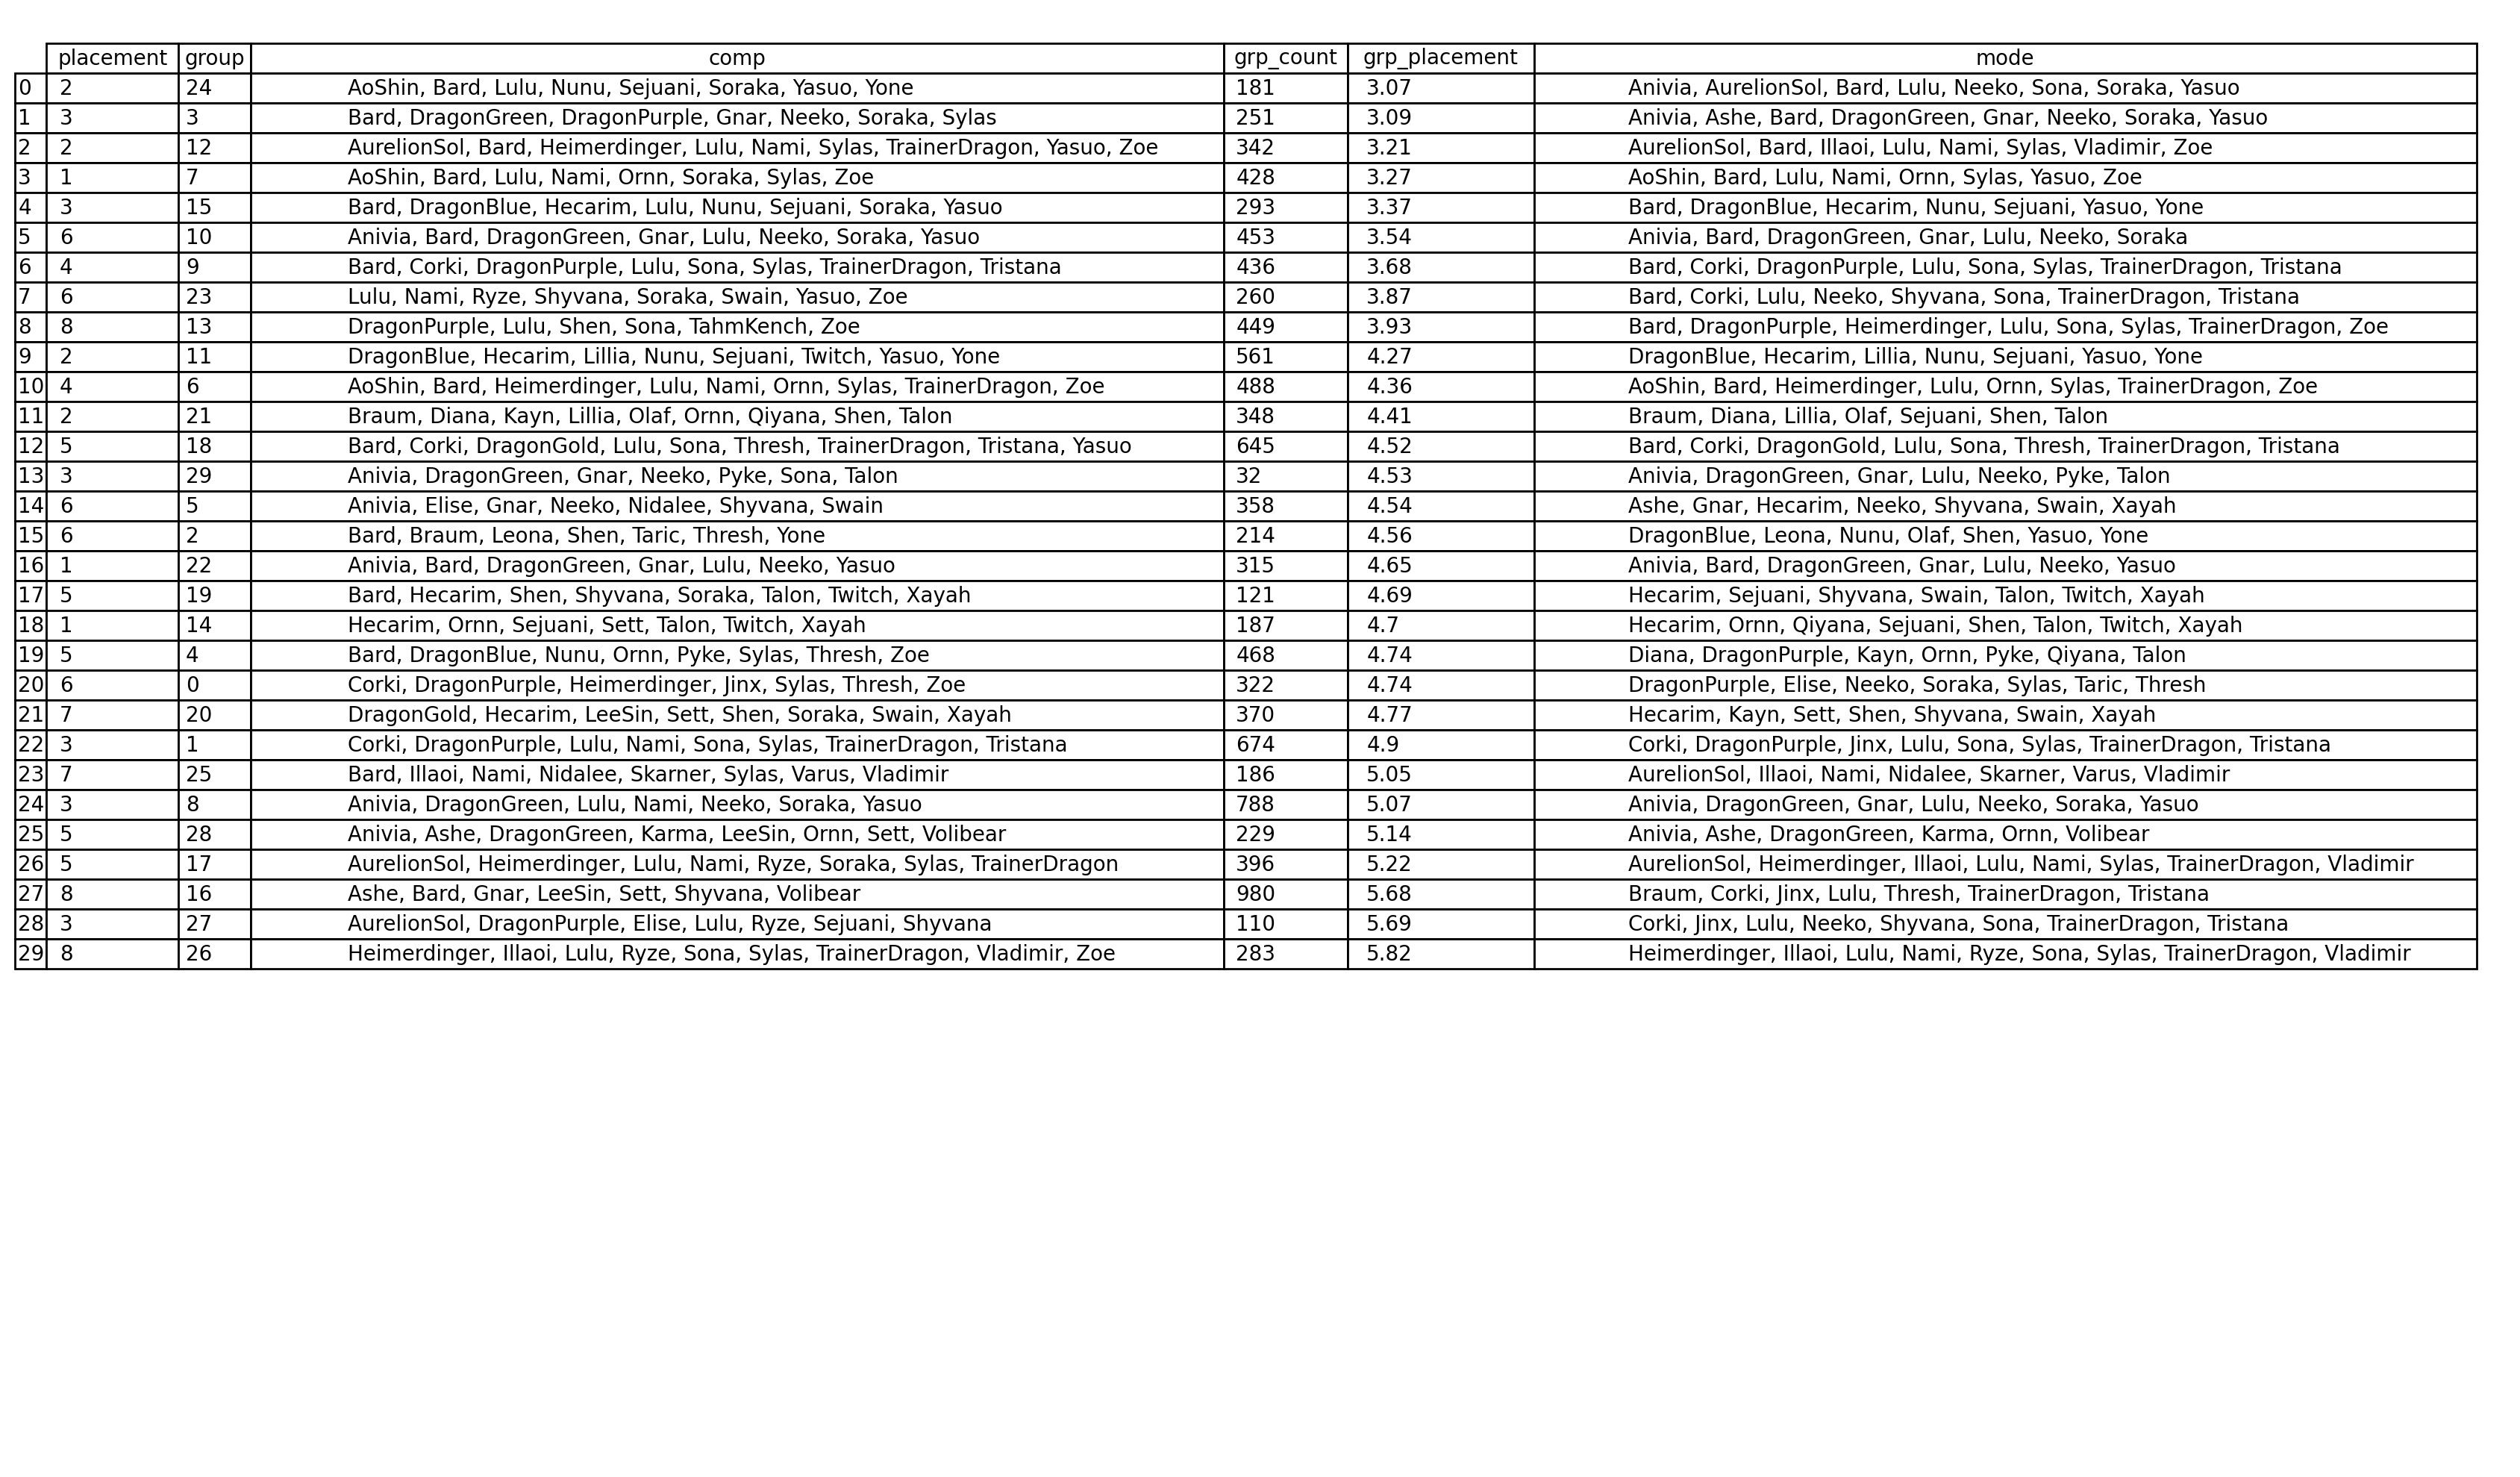 placement group comp grp_count grp_placement mode
0 2 24 AoShin, Bard, Lulu, Nunu, Sejuani, Soraka, Yasuo, Yone 181 3.07 Anivia, AurelionSol, Bard, Lulu, Neeko, Sona, Soraka, Yasuo
1 3 3 Bard, DragonGreen, DragonPurple, Gnar, Neeko, Soraka, Sylas 251 3.09 Anivia, Ashe, Bard, DragonGreen, Gnar, Neeko, Soraka, Yasuo
2 2 12 AurelionSol, Bard, Heimerdinger, Lulu, Nami, Sylas, TrainerDragon, Yasuo, Zoe 342 3.21 AurelionSol, Bard, Illaoi, Lulu, Nami, Sylas, Vladimir, Zoe
3 1 7 AoShin, Bard, Lulu, Nami, Ornn, Soraka, Sylas, Zoe 428 3.27 AoShin, Bard, Lulu, Nami, Ornn, Sylas, Yasuo, Zoe
4 3 15 Bard, DragonBlue, Hecarim, Lulu, Nunu, Sejuani, Soraka, Yasuo 293 3.37 Bard, DragonBlue, Hecarim, Nunu, Sejuani, Yasuo, Yone
5 6 10 Anivia, Bard, DragonGreen, Gnar, Lulu, Neeko, Soraka, Yasuo 453 3.54 Anivia, Bard, DragonGreen, Gnar, Lulu, Neeko, Soraka
6 4 9 Bard, Corki, DragonPurple, Lulu, Sona, Sylas, TrainerDragon, Tristana 436 3.68 Bard, Corki, DragonPurple, Lulu, Sona, Sylas, TrainerDragon, Tristana
7 6 23 Lulu, Nami, Ryze, Shyvana, Soraka, Swain, Yasuo, Zoe 260 3.87 Bard, Corki, Lulu, Neeko, Shyvana, Sona, TrainerDragon, Tristana
8 8 13 DragonPurple, Lulu, Shen, Sona, TahmKench, Zoe 449 3.93 Bard, DragonPurple, Heimerdinger, Lulu, Sona, Sylas, TrainerDragon, Zoe
9 2 11 DragonBlue, Hecarim, Lillia, Nunu, Sejuani, Twitch, Yasuo, Yone 561 4.27 DragonBlue, Hecarim, Lillia, Nunu, Sejuani, Yasuo, Yone
10 4 6 AoShin, Bard, Heimerdinger, Lulu, Nami, Ornn, Sylas, TrainerDragon, Zoe 488 4.36 AoShin, Bard, Heimerdinger, Lulu, Ornn, Sylas, TrainerDragon, Zoe
11 2 21 Braum, Diana, Kayn, Lillia, Olaf, Ornn, Qiyana, Shen, Talon 348 4.41 Braum, Diana, Lillia, Olaf, Sejuani, Shen, Talon
12 5 18 Bard, Corki, DragonGold, Lulu, Sona, Thresh, TrainerDragon, Tristana, Yasuo 645 4.52 Bard, Corki, DragonGold, Lulu, Sona, Thresh, TrainerDragon, Tristana
13 3 29 Anivia, DragonGreen, Gnar, Neeko, Pyke, Sona, Talon 32 4.53 Anivia, DragonGreen, Gnar, Lulu, Neeko, Pyke, Talon
14 6 5 Anivia, Elise, Gnar, Neeko, Nidalee, Shyvana, Swain 358 4.54 Ashe, Gnar, Hecarim, Neeko, Shyvana, Swain, Xayah
15 6 2 Bard, Braum, Leona, Shen, Taric, Thresh, Yone 214 4.56 DragonBlue, Leona, Nunu, Olaf, Shen, Yasuo, Yone
16 1 22 Anivia, Bard, DragonGreen, Gnar, Lulu, Neeko, Yasuo 315 4.65 Anivia, Bard, DragonGreen, Gnar, Lulu, Neeko, Yasuo
17 5 19 Bard, Hecarim, Shen, Shyvana, Soraka, Talon, Twitch, Xayah 121 4.69 Hecarim, Sejuani, Shyvana, Swain, Talon, Twitch, Xayah
18 1 14 Hecarim, Ornn, Sejuani, Sett, Talon, Twitch, Xayah 187 4.7 Hecarim, Ornn, Qiyana, Sejuani, Shen, Talon, Twitch, Xayah
19 5 4 Bard, DragonBlue, Nunu, Ornn, Pyke, Sylas, Thresh, Zoe 468 4.74 Diana, DragonPurple, Kayn, Ornn, Pyke, Qiyana, Talon
20 6 0 Corki, DragonPurple, Heimerdinger, Jinx, Sylas, Thresh, Zoe 322 4.74 DragonPurple, Elise, Neeko, Soraka, Sylas, Taric, Thresh
21 7 20 DragonGold, Hecarim, LeeSin, Sett, Shen, Soraka, Swain, Xayah 370 4.77 Hecarim, Kayn, Sett, Shen, Shyvana, Swain, Xayah
22 3 1 Corki, DragonPurple, Lulu, Nami, Sona, Sylas, TrainerDragon, Tristana 674 4.9 Corki, DragonPurple, Jinx, Lulu, Sona, Sylas, TrainerDragon, Tristana
23 7 25 Bard, Illaoi, Nami, Nidalee, Skarner, Sylas, Varus, Vladimir 186 5.05 AurelionSol, Illaoi, Nami, Nidalee, Skarner, Varus, Vladimir
24 3 8 Anivia, DragonGreen, Lulu, Nami, Neeko, Soraka, Yasuo 788 5.07 Anivia, DragonGreen, Gnar, Lulu, Neeko, Soraka, Yasuo
25 5 28 Anivia, Ashe, DragonGreen, Karma, LeeSin, Ornn, Sett, Volibear 229 5.14 Anivia, Ashe, DragonGreen, Karma, Ornn, Volibear
26 5 17 AurelionSol, Heimerdinger, Lulu, Nami, Ryze, Soraka, Sylas, TrainerDragon 396 5.22 AurelionSol, Heimerdinger, Illaoi, Lulu, Nami, Sylas, TrainerDragon, Vladimir
27 8 16 Ashe, Bard, Gnar, LeeSin, Sett, Shyvana, Volibear 980 5.68 Braum, Corki, Jinx, Lulu, Thresh, TrainerDragon, Tristana
28 3 27 AurelionSol, DragonPurple, Elise, Lulu, Ryze, Sejuani, Shyvana 110 5.69 Corki, Jinx, Lulu, Neeko, Shyvana, Sona, TrainerDragon, Tristana
29 8 26 Heimerdinger, Illaoi, Lulu, Ryze, Sona, Sylas, TrainerDragon, Vladimir, Zoe 283 5.82 Heimerdinger, Illaoi, Lulu, Nami, Ryze, Sona, Sylas, TrainerDragon, Vladimir